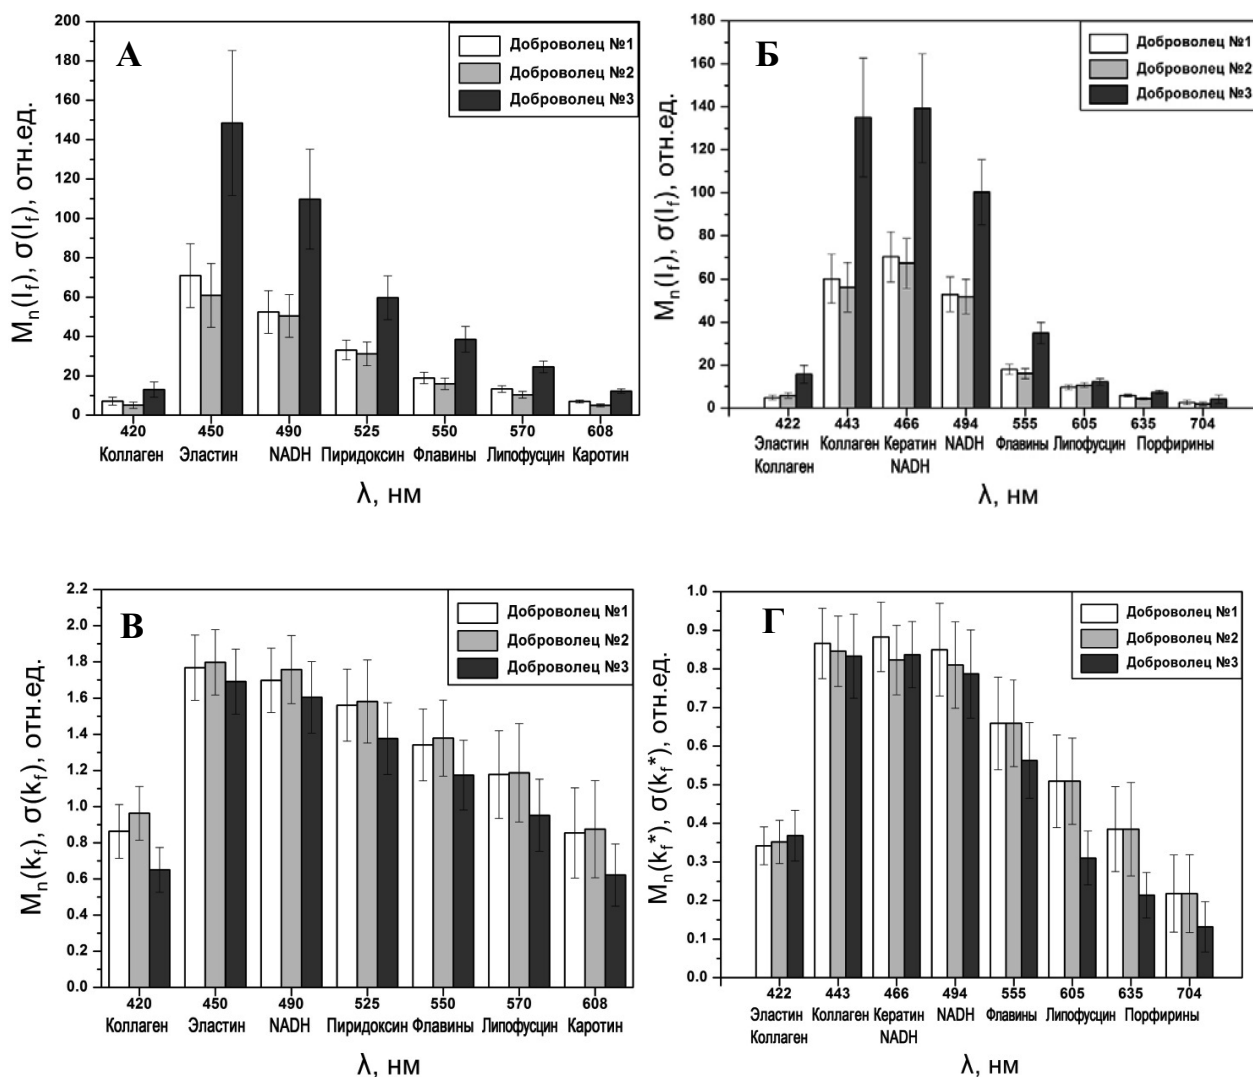 А
Доброволец №1
Доброволец №2
Доброволец №3
Mn(If), σ(If), отн.ед.
200
180
160
140
120
100
80
60
40
20
0
420 450 490 525 550 570 608
Коллаген Эластин NADH Пиридоксин Флавины Липофусцин Каротин
λ, нм
Б
Доброволец №1
Доброволец №2
Доброволец №3
Mn(If), σ(If), отн.ед.
180
160
140
120
100
80
60
40
20
0
422 443 466 494 555 605 635 704
Эластин Коллаген Кератин NADH Флавины Липофусцин Порфирины
Коллаген NADH
λ, нм
В
Доброволец №1
Доброволец №2
Доброволец №3
Mn(kf), σ(kf), отн.ед.
2.2
2.0
1.8
1.6
1.4
1.2
1.0
0.8
0.6
0.4
0.2
0.0
420 450 490 525 550 570 608
Коллаген Эластин NADH Пиридоксин Флавины Липофусцин Каротин
λ, нм
Г
Доброволец №1
Доброволец №2
Доброволец №3
Mn(kf*), σ(kf*), отн.ед.
1.0
0.9
0.8
0.7
0.6
0.5
0.4
0.3
0.2
0.1
0.0
422 443 466 494 555 605 635 704
Эластин Коллаген Кератин NADH Флавины Липофусцин Порфирины
Коллаген NADH
λ, нм